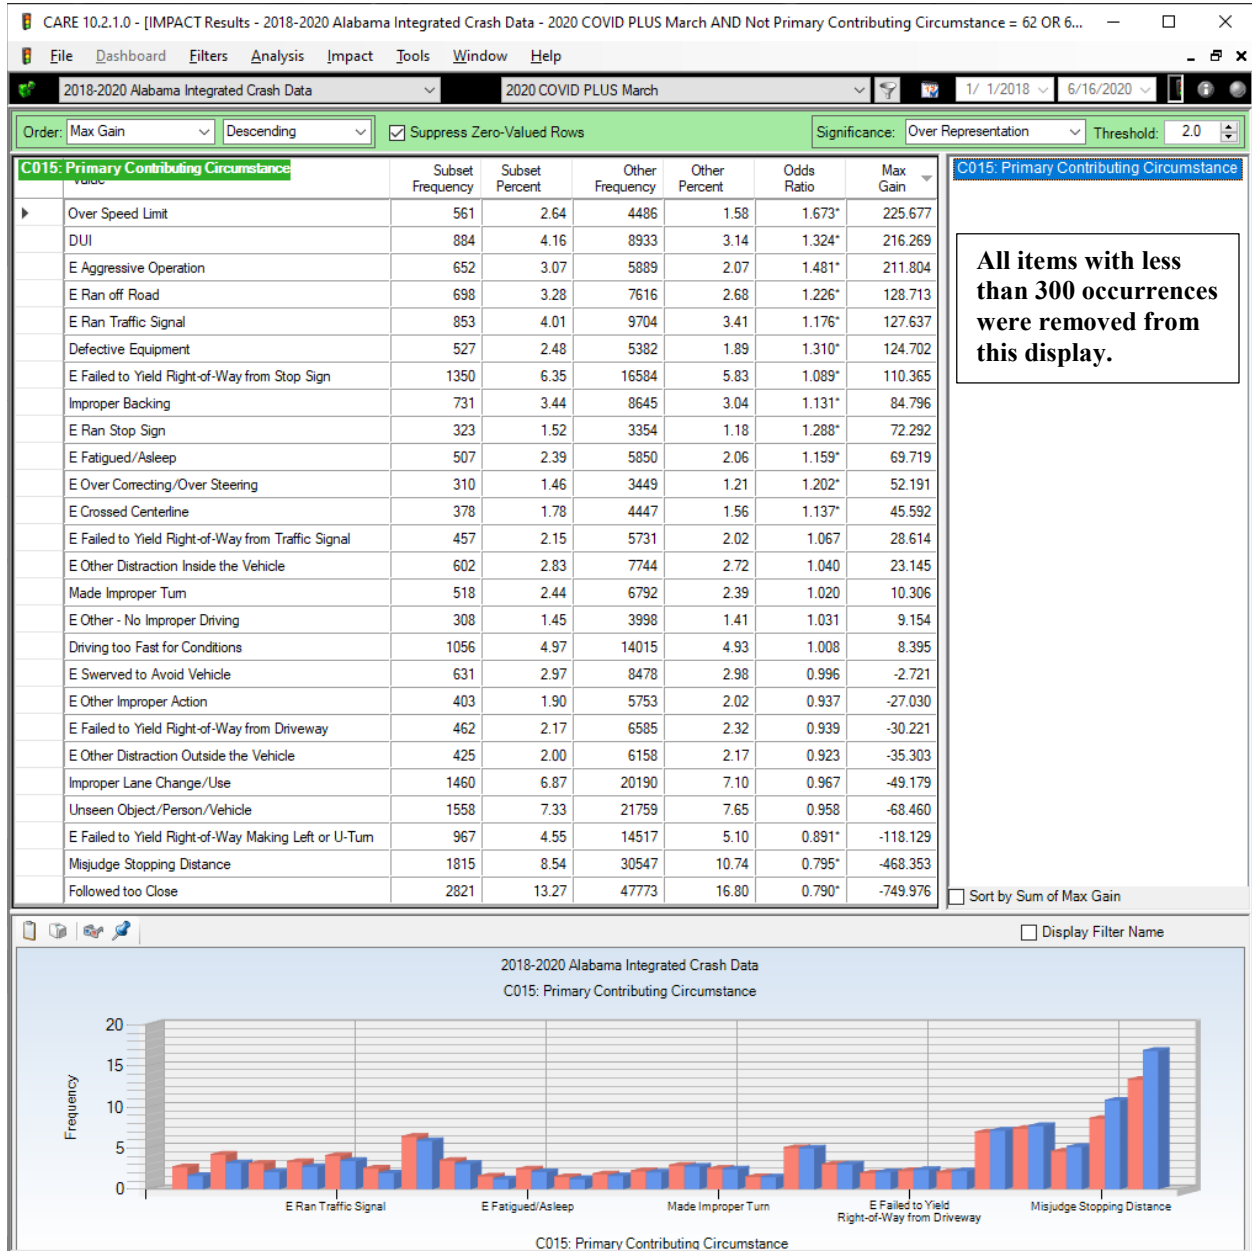 CARE 10.2.1.0 - [IMPACT Results - 2018-2020 Alabama Integrated Crash Data - 2020 COVID PLUS March AND Not Primary Contributing Circumstance = 62 OR 6...
File Dashboard Filters Analysis Impact Tools Window Help
2018-2020 Alabama Integrated Crash Data 2020 COVID PLUS March 1/ 1/2018 6/16/2020
Order: Max Gain Descending Suppress Zero-Valued Rows Significance: Over Representation Threshold: 2.0
C015: Primary Contributing Circumstance
Value Subset Frequency Subset Percent Other Frequency Other Percent Odds Ratio Max Gain
Over Speed Limit 561 2.64 4486 1.58 1.673* 225.677
DUI 884 4.16 8933 3.14 1.324* 216.269
E Aggressive Operation 652 3.07 5889 2.07 1.481* 211.804
E Ran off Road 698 3.28 7616 2.68 1.226* 128.713
E Ran Traffic Signal 853 4.01 9704 3.41 1.176* 127.637
Defective Equipment 527 2.48 5382 1.89 1.310* 124.702
E Failed to Yield Right-of-Way from Stop Sign 1350 6.35 16584 5.83 1.089* 110.365
Improper Backing 731 3.44 8645 3.04 1.131* 84.796
E Ran Stop Sign 323 1.52 3354 1.18 1.288* 72.292
E Fatigued/Asleep 507 2.39 5850 2.06 1.159* 69.719
E Over Correcting/Over Steering 310 1.46 3449 1.21 1.202* 52.191
E Crossed Centerline 378 1.78 4447 1.56 1.137* 45.592
E Failed to Yield Right-of-Way from Traffic Signal 457 2.15 5731 2.02 1.067 28.614
E Other Distraction Inside the Vehicle 602 2.83 7744 2.72 1.040 23.145
Made Improper Turn 518 2.44 6792 2.39 1.020 10.306
E Other - No Improper Driving 308 1.45 3998 1.41 1.031 9.154
Driving too Fast for Conditions 1056 4.97 14015 4.93 1.008 8.395
E Swerved to Avoid Vehicle 631 2.97 8478 2.98 0.996 -2.721
E Other Improper Action 403 1.90 5753 2.02 0.937 -27.030
E Failed to Yield Right-of-Way from Driveway 462 2.17 6585 2.32 0.939 -30.221
E Other Distraction Outside the Vehicle 425 2.00 6158 2.17 0.923 -35.303
Improper Lane Change/Use 1460 6.87 20190 7.10 0.967 -49.179
Unseen Object/Person/Vehicle 1558 7.33 21759 7.65 0.958 -68.460
E Failed to Yield Right-of-Way Making Left or U-Turn 967 4.55 14517 5.10 0.891* -118.129
Misjudge Stopping Distance 1815 8.54 30547 10.74 0.795* -468.353
Followed too Close 2821 13.27 47773 16.80 0.790* -749.976
C015: Primary Contributing Circumstance
All items with less
than 300 occurrences
were removed from
this display.
Sort by Sum of Max Gain
Display Filter Name
2018-2020 Alabama Integrated Crash Data
C015: Primary Contributing Circumstance
Frequency
20
15
10
5
0
E Ran Traffic Signal
E Fatigued/Asleep
Made Improper Turn
E Failed to Yield
Right-of-Way from Driveway
Misjudge Stopping Distance
C015: Primary Contributing Circumstance